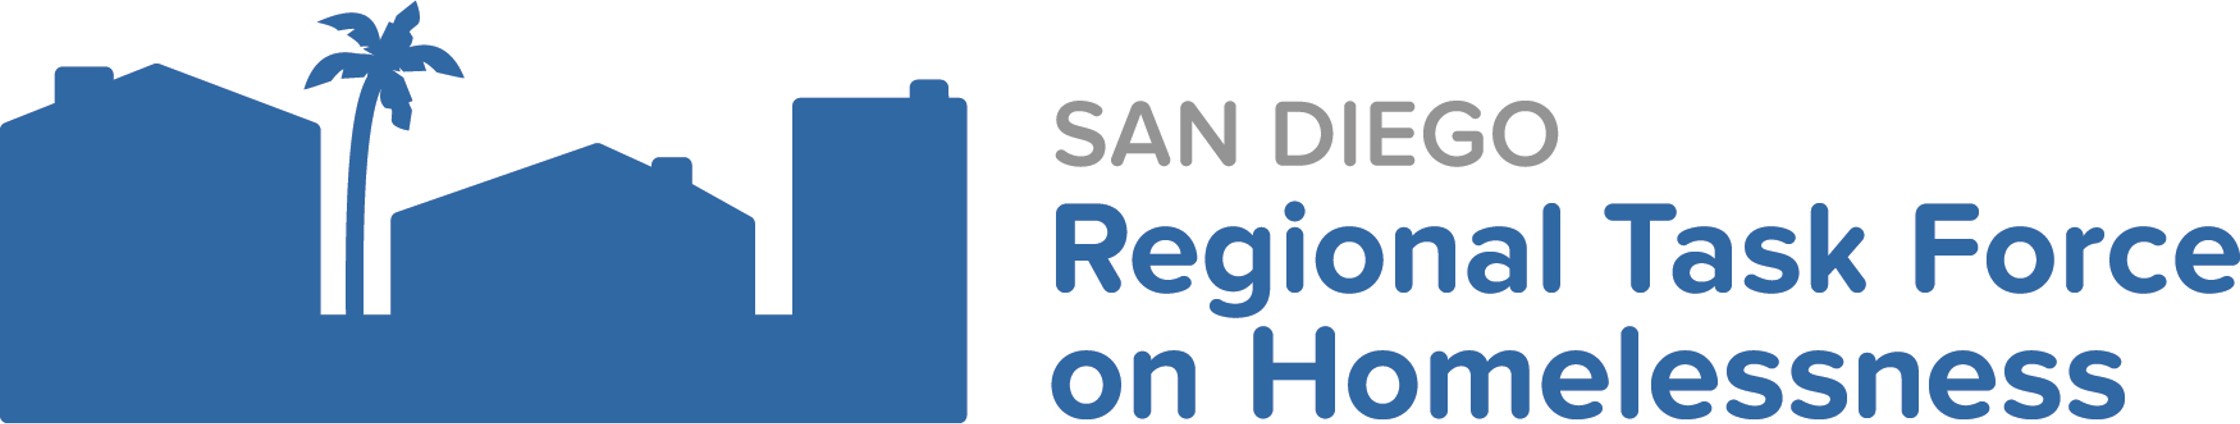 SAN DIEGO
Regional Task Force
on Homelessness